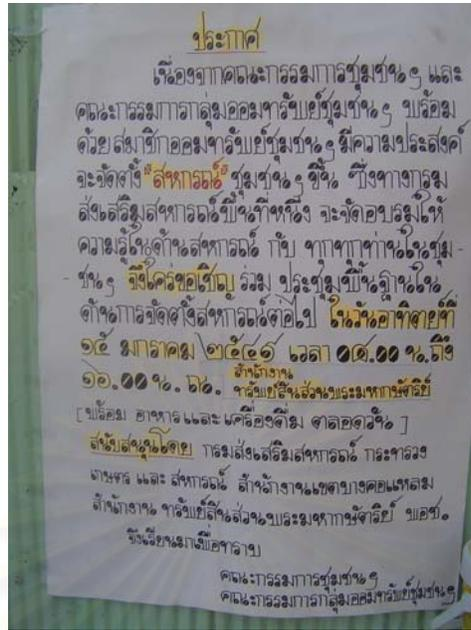 ประกาศ
เนื่องจากคณะกรรมการชุมชนฯ และ
คณะกรรมการกลุ่มออมทรัพย์ชุมชนฯ พร้อม
ด้วยสมาชิกออมทรัพย์ชุมชนฯ มีความประสงค์
จะจัดตั้ง "สหกรณ์" ชุมชนฯ ขึ้น ซึ่งทางกรม
ส่งเสริมสหกรณ์พื้นที่หนึ่ง จะจัดอบรมให้
ความรู้ในด้านสหกรณ์ กับ ทุกทุกท่านในชุม-
-ชนฯ จึงใคร่ขอเชิญ ร่วม ประชุมพื้นฐานใน
ด้านการจัดตั้งสหกรณ์ต่อไป ในวันอาทิตย์ที่
๑๕ มกราคม ๒๕๔๙ เวลา ๐๘.๐๐ น.ถึง
๑๖.๐๐ น. ณ. สำนักงาน
ทรัพย์สินส่วนพระมหากษัตริย์
[พร้อม อาหารและเครื่องดื่ม ตลอดวัน]
สนับสนุนโดย กรมส่งเสริมสหกรณ์ กระทรวง
เกษตร และ สหกรณ์ สำนักงานเขตบางคอแหลม
สำนักงาน ทรัพย์สินส่วนพระมหากษัตริย์ พอช.
จึงเรียนมาเพื่อทราบ
คณะกรรมการชุมชนฯ
คณะกรรมการกลุ่มออมทรัพย์ชุมชนฯ